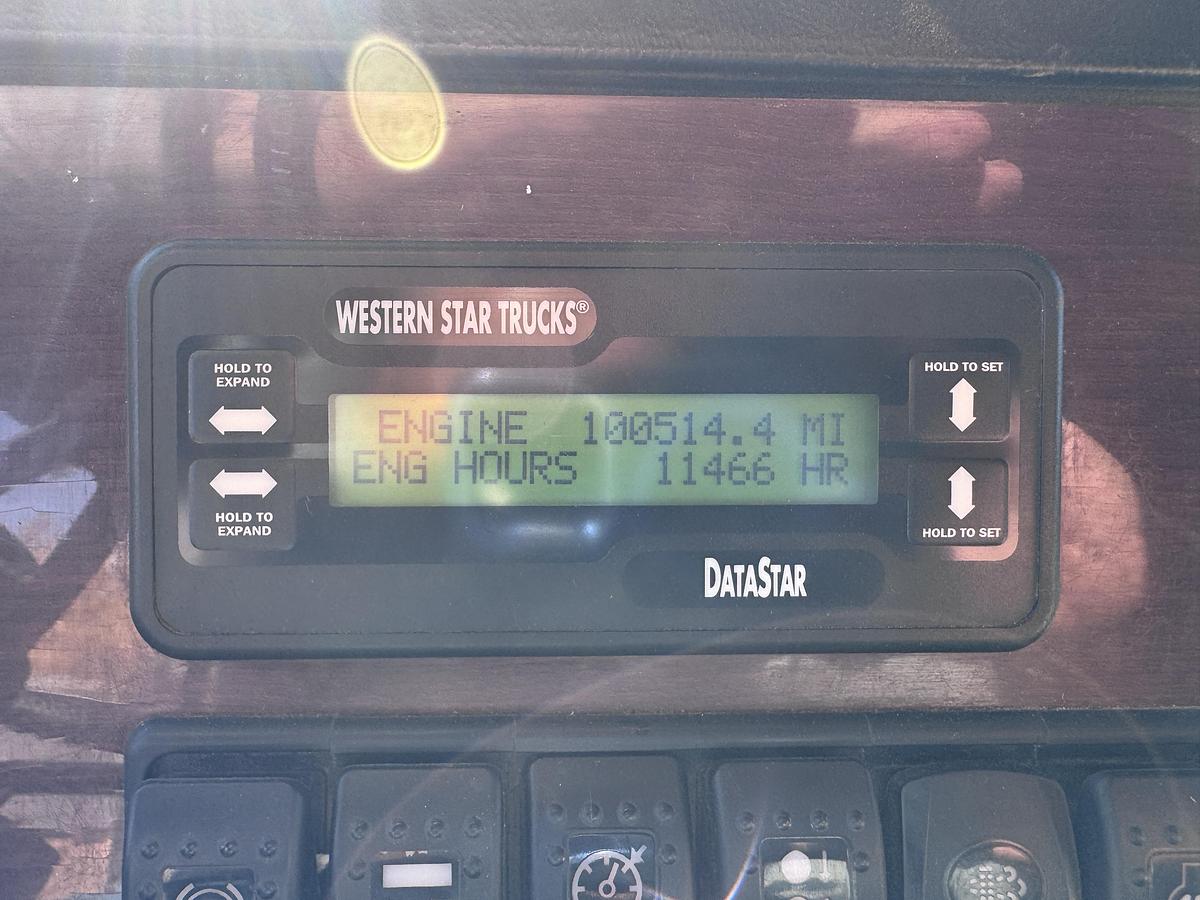 WESTERN STAR TRUCKS®
HOLD TO
EXPAND
HOLD TO SET
ENGINE 100514.4 MI
ENG HOURS 11466 HR
HOLD TO
EXPAND
HOLD TO SET
DATASTAR